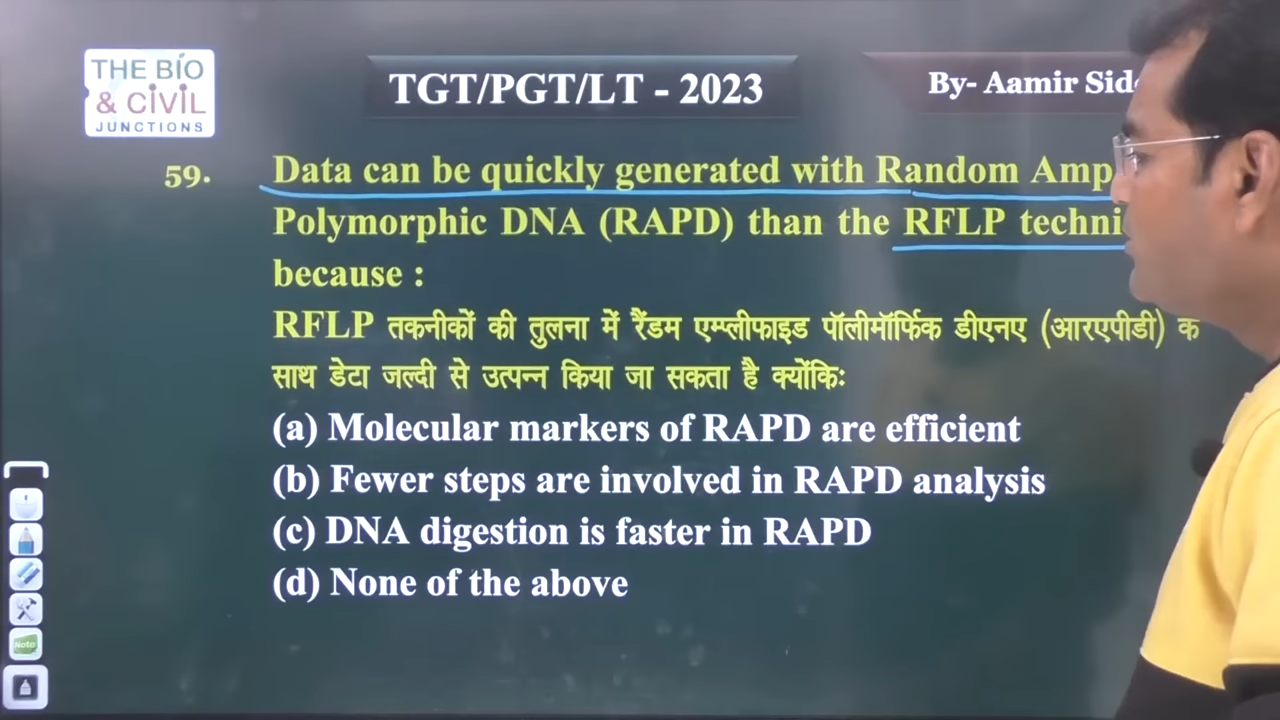 THE BIO
& CIVIL
JUNCTIONS
TGT/PGT/LT - 2023
By- Aamir
59. Data can be quickly generated with Random
Polymorphic DNA (RAPD) than the RFLP
because :
RFLP तकनीकों की तुलना में रैंडम एम्प्लीफाइड पॉलीमॉर्फिक डीएनए (आरएपीडी)
साथ डेटा जल्दी से उत्पन्न किया जा सकता है क्योंकिः
(a) Molecular markers of RAPD are efficient
(b) Fewer steps are involved in RAPD analysis
(c) DNA digestion is faster in RAPD
(d) None of the above
Note